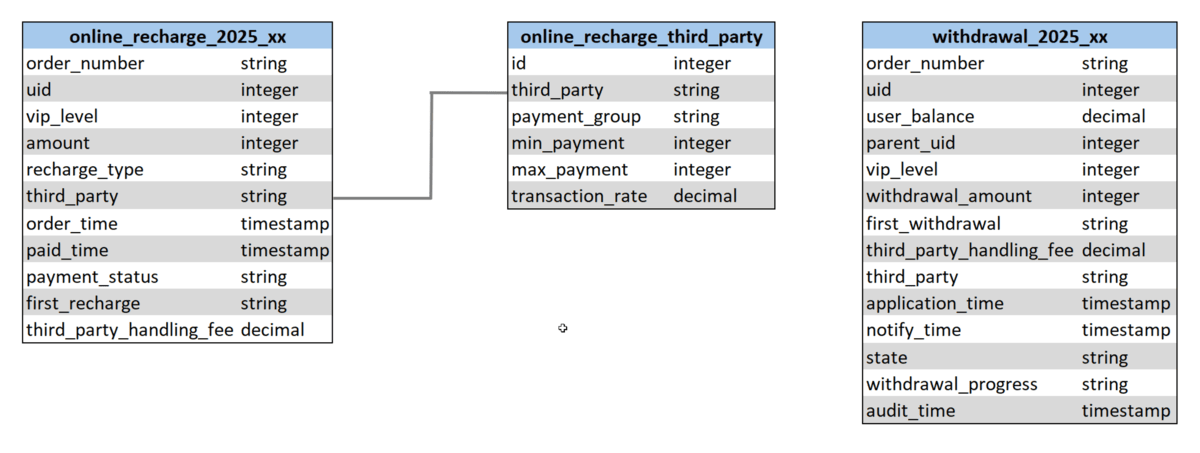 online_recharge_2025_xx
order_number string
uid integer
vip_level integer
amount integer
recharge_type string
third_party string
order_time timestamp
paid_time timestamp
payment_status string
first_recharge string
third_party_handling_fee decimal
online_recharge_third_party
id integer
third_party string
payment_group string
min_payment integer
max_payment integer
transaction_rate decimal
withdrawal_2025_xx
order_number string
uid integer
user_balance decimal
parent_uid integer
vip_level integer
withdrawal_amount integer
first_withdrawal string
third_party_handling_fee decimal
third_party string
application_time timestamp
notify_time timestamp
state string
withdrawal_progress string
audit_time timestamp